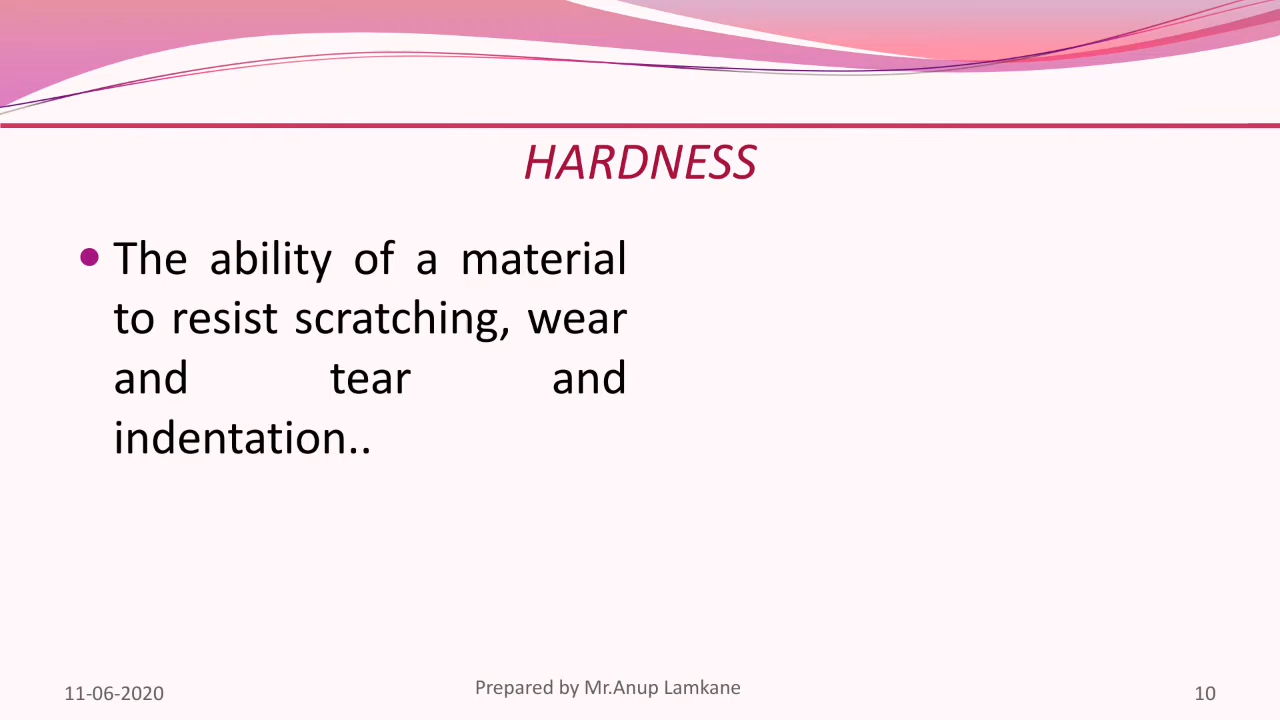 HARDNESS
• The ability of a material
to resist scratching, wear
and tear and
indentation..
11-06-2020
Prepared by Mr.Anup Lamkane
10